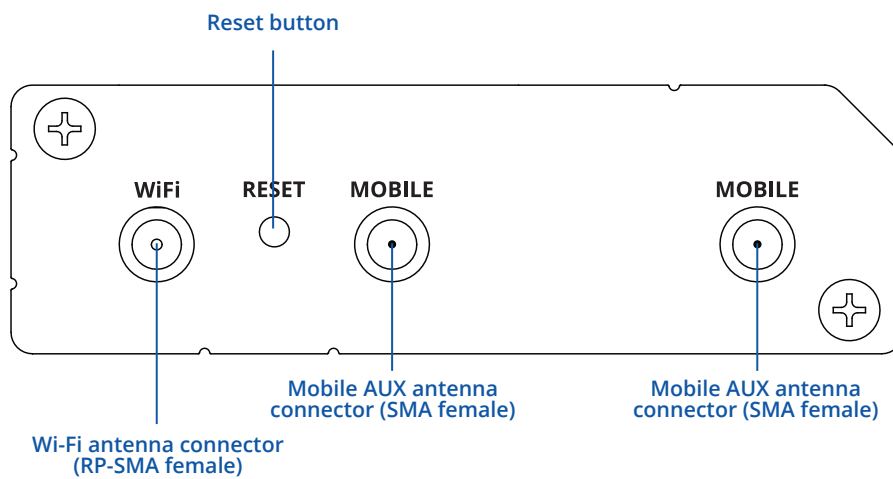 Reset button
WiFi RESET MOBILE MOBILE
Mobile AUX antenna
connector (SMA female)
Mobile AUX antenna
connector (SMA female)
Wi-Fi antenna connector
(RP-SMA female)